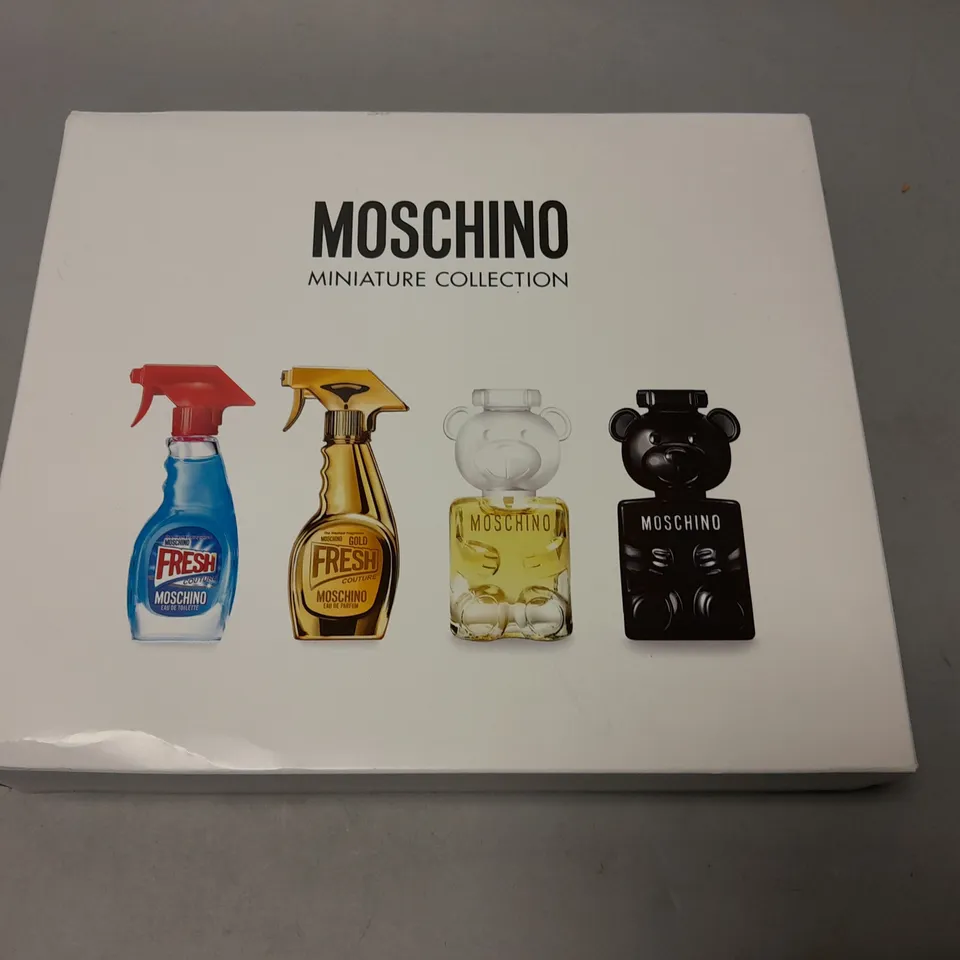 MOSCHINO
MINIATURE COLLECTION
MOSCHINO
FRESH
COUTURE
MOSCHINO
EAU DE TOILETTE
MOSCHINO GOLD
FRESH
COUTURE
MOSCHINO
EAU DE PARFUM
MOSCHINO
MOSCHINO